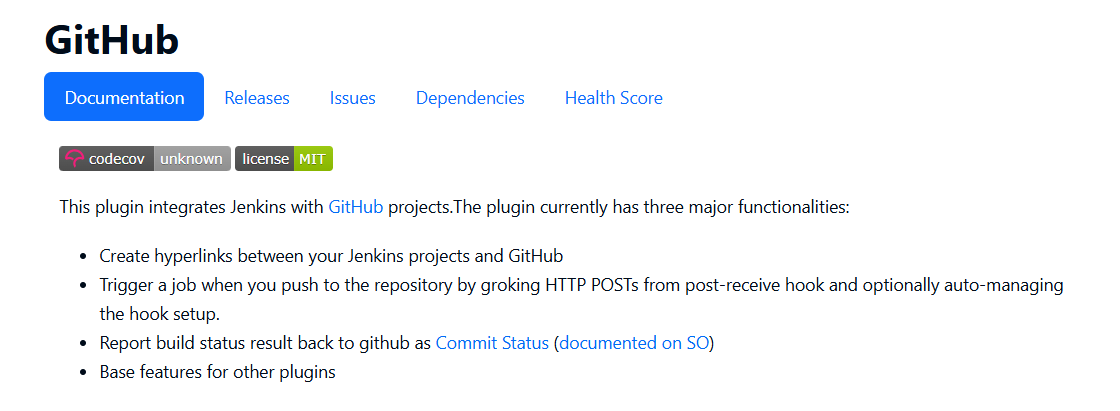 GitHub
Documentation Releases Issues Dependencies Health Score
codecov unknown license MIT
This plugin integrates Jenkins with GitHub projects.The plugin currently has three major functionalities:
• Create hyperlinks between your Jenkins projects and GitHub
• Trigger a job when you push to the repository by groking HTTP POSTs from post-receive hook and optionally auto-managing
the hook setup.
• Report build status result back to github as Commit Status (documented on SO)
• Base features for other plugins